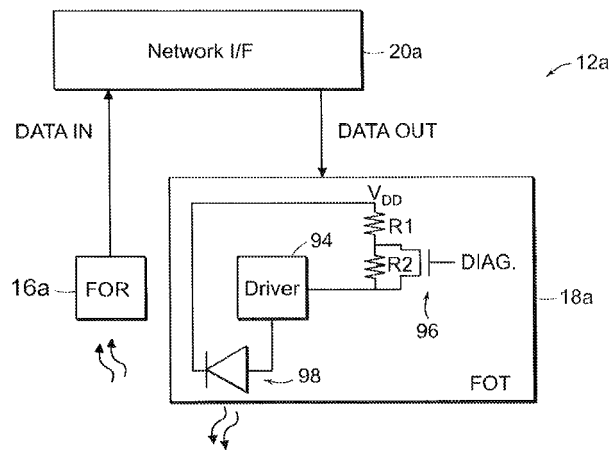 Network I/F
20a
12a
DATA IN
DATA OUT
VDD
R1
94
R2
DIAG.
16a
FOR
Driver
18a
96
98
FOT